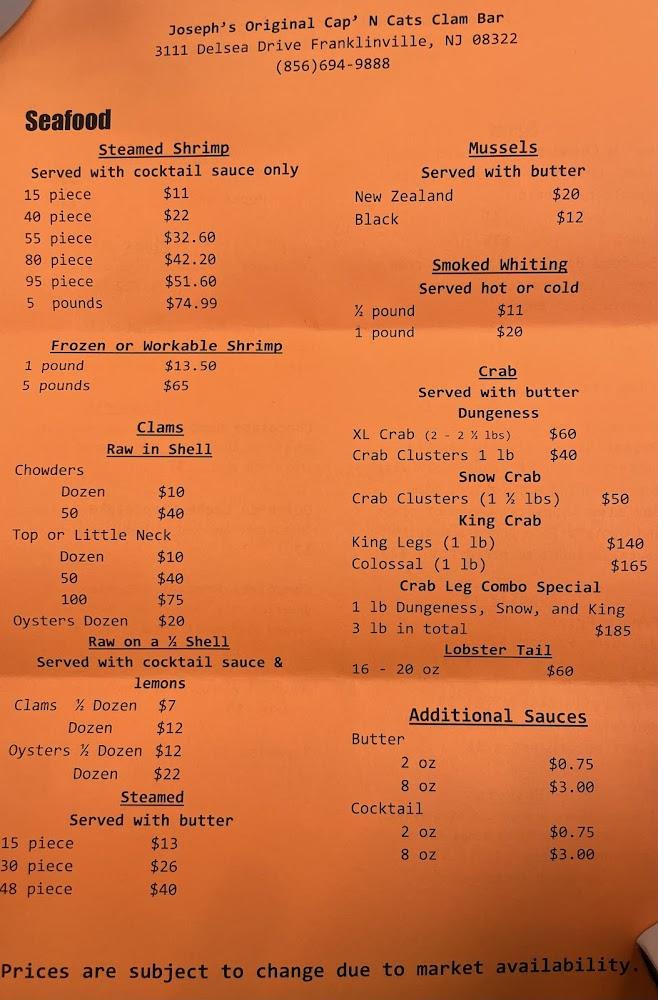 Joseph's Original Cap' N Cats Clam Bar
3111 Delsea Drive Franklinville, NJ 08322
(856)694-9888
Seafood
Steamed Shrimp
Served with cocktail sauce only
15 piece $11
40 piece $22
55 piece $32.60
80 piece $42.20
95 piece $51.60
5 pounds $74.99
Frozen or Workable Shrimp
1 pound $13.50
5 pounds $65
Clams
Raw in Shell
Chowders
Dozen $10
50 $40
Top or Little Neck
Dozen $10
50 $40
100 $75
Oysters Dozen $20
Raw on a ½ Shell
Served with cocktail sauce &
lemons
Clams ½ Dozen $7
Dozen $12
Oysters ½ Dozen $12
Dozen $22
Steamed
Served with butter
15 piece $13
30 piece $26
48 piece $40
Mussels
Served with butter
New Zealand $20
Black $12
Smoked Whiting
Served hot or cold
½ pound $11
1 pound $20
Crab
Served with butter
Dungeness
XL Crab (2 - 2 ½ lbs) $60
Crab Clusters 1 lb $40
Snow Crab
Crab Clusters (1 ½ lbs) $50
King Crab
King Legs (1 lb) $140
Colossal (1 lb) $165
Crab Leg Combo Special
1 lb Dungeness, Snow, and King
3 lb in total $185
Lobster Tail
16 - 20 oz $60
Additional Sauces
Butter
2 oz $0.75
8 oz $3.00
Cocktail
2 oz $0.75
8 oz $3.00
Prices are subject to change due to market availability.